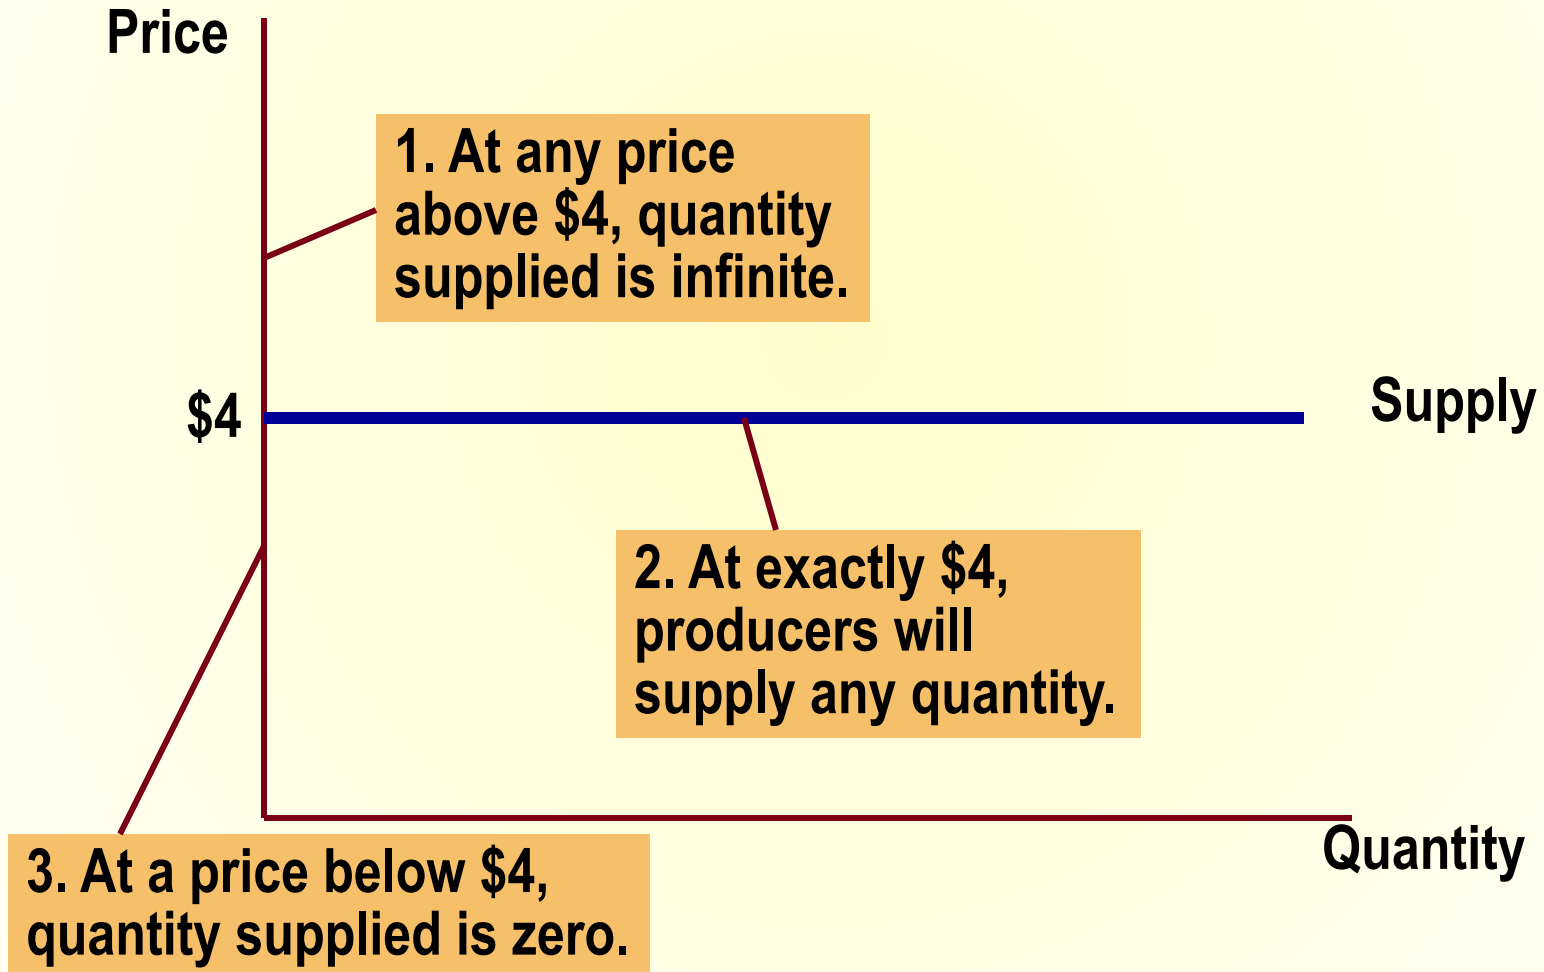 Price
1. At any price
above $4, quantity
supplied is infinite.
$4
Supply
2. At exactly $4,
producers will
supply any quantity.
Quantity
3. At a price below $4,
quantity supplied is zero.